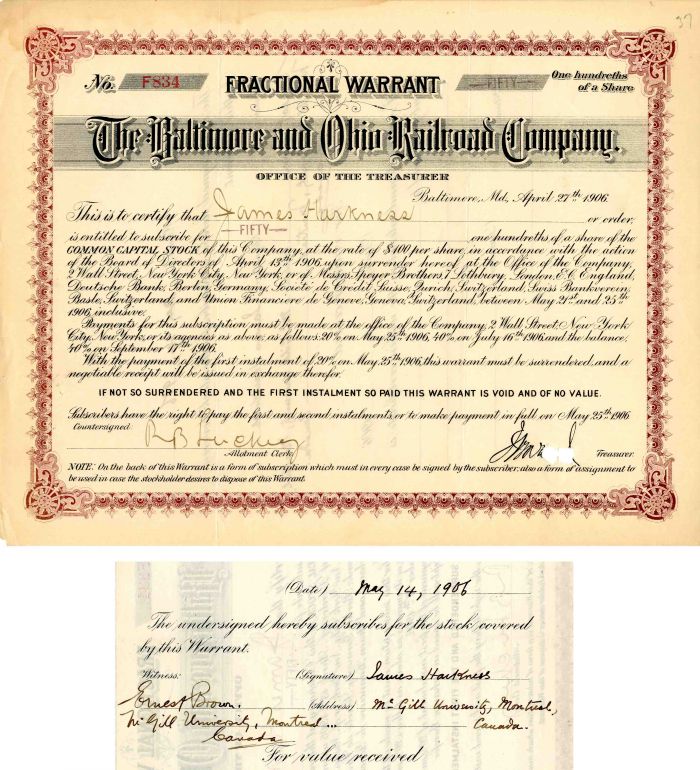 37
No. F834 FRACTIONAL WARRANT FIFTY One hundreths
of a Share
The Baltimore and Ohio Railroad Company.
OFFICE OF THE TREASURER
Baltimore, Md., April 27th 1906.
This is to certify that James Harkness or order,
is entitled to subscribe for FIFTY one hundreths of a share of the
COMMON CAPITAL STOCK of this Company, at the rate of $100 per share, in accordance with the action
of the Board of Directors of April 13th 1906, upon surrender hereof at the Office of the Company,
2 Wall Street, New York City, New York, or of Messrs Speyer Brothers, 7 Lothbury, London, E.C. England,
Deutsche Bank, Berlin, Germany, Société de Crédit Suisse, Zurich, Switzerland, Swiss Bankverein,
Basle, Switzerland, and Union Financiere de Geneve, Geneva, Switzerland, between May 21st and 25th
1906, inclusive.
Payments for this subscription must be made at the office of the Company, 2 Wall Street, New York
City, New York, or its agencies as above, as follows: 20% on May 25th 1906, 40% on July 16th 1906, and the balance,
40% on September 17th 1906.
With the payment of the first instalment of 20% on May 25th 1906, this warrant must be surrendered, and a
negotiable receipt will be issued in exchange therefor.
IF NOT SO SURRENDERED AND THE FIRST INSTALMENT SO PAID THIS WARRANT IS VOID AND OF NO VALUE.
Subscribers have the right to pay the first and second instalments or to make payment in full on May 25th 1906.
Countersigned
Allotment Clerk Treasurer.
NOTE: On the back of this Warrant is a form of subscription which must in every case be signed by the subscriber, also a form of assignment to
be used in case the stockholder desires to dispose of this Warrant.
(Date) May 14, 1906
The undersigned hereby subscribes for the stock covered
by this Warrant.
Witness: (Signature) James Harkness
Ernest Brown. (Address) McGill University, Montreal,
McGill University, Montreal ... Canada.
Canada
For value received